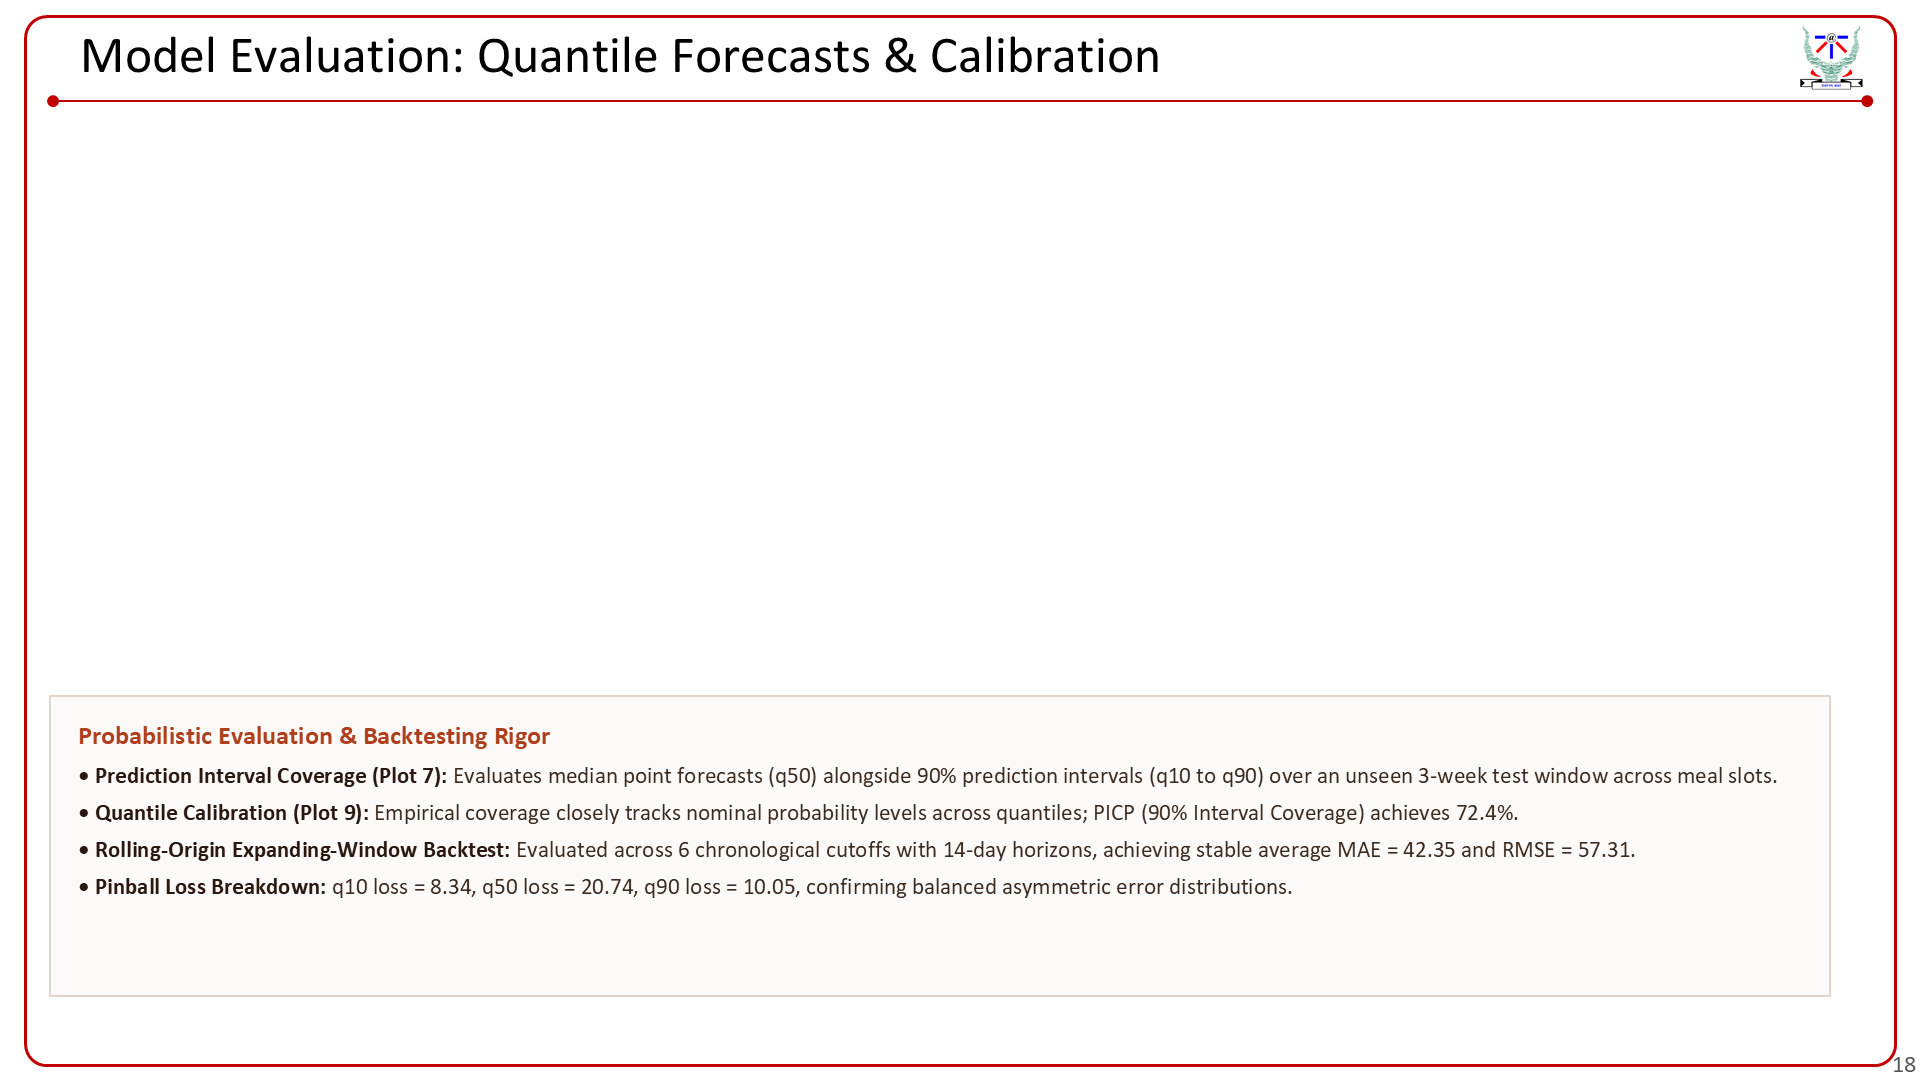 Model Evaluation: Quantile Forecasts & Calibration
Probabilistic Evaluation & Backtesting Rigor
• Prediction Interval Coverage (Plot 7): Evaluates median point forecasts (q50) alongside 90% prediction intervals (q10 to q90) over an unseen 3-week test window across meal slots.
• Quantile Calibration (Plot 9): Empirical coverage closely tracks nominal probability levels across quantiles; PICP (90% Interval Coverage) achieves 72.4%.
• Rolling-Origin Expanding-Window Backtest: Evaluated across 6 chronological cutoffs with 14-day horizons, achieving stable average MAE = 42.35 and RMSE = 57.31.
• Pinball Loss Breakdown: q10 loss = 8.34, q50 loss = 20.74, q90 loss = 10.05, confirming balanced asymmetric error distributions.
18